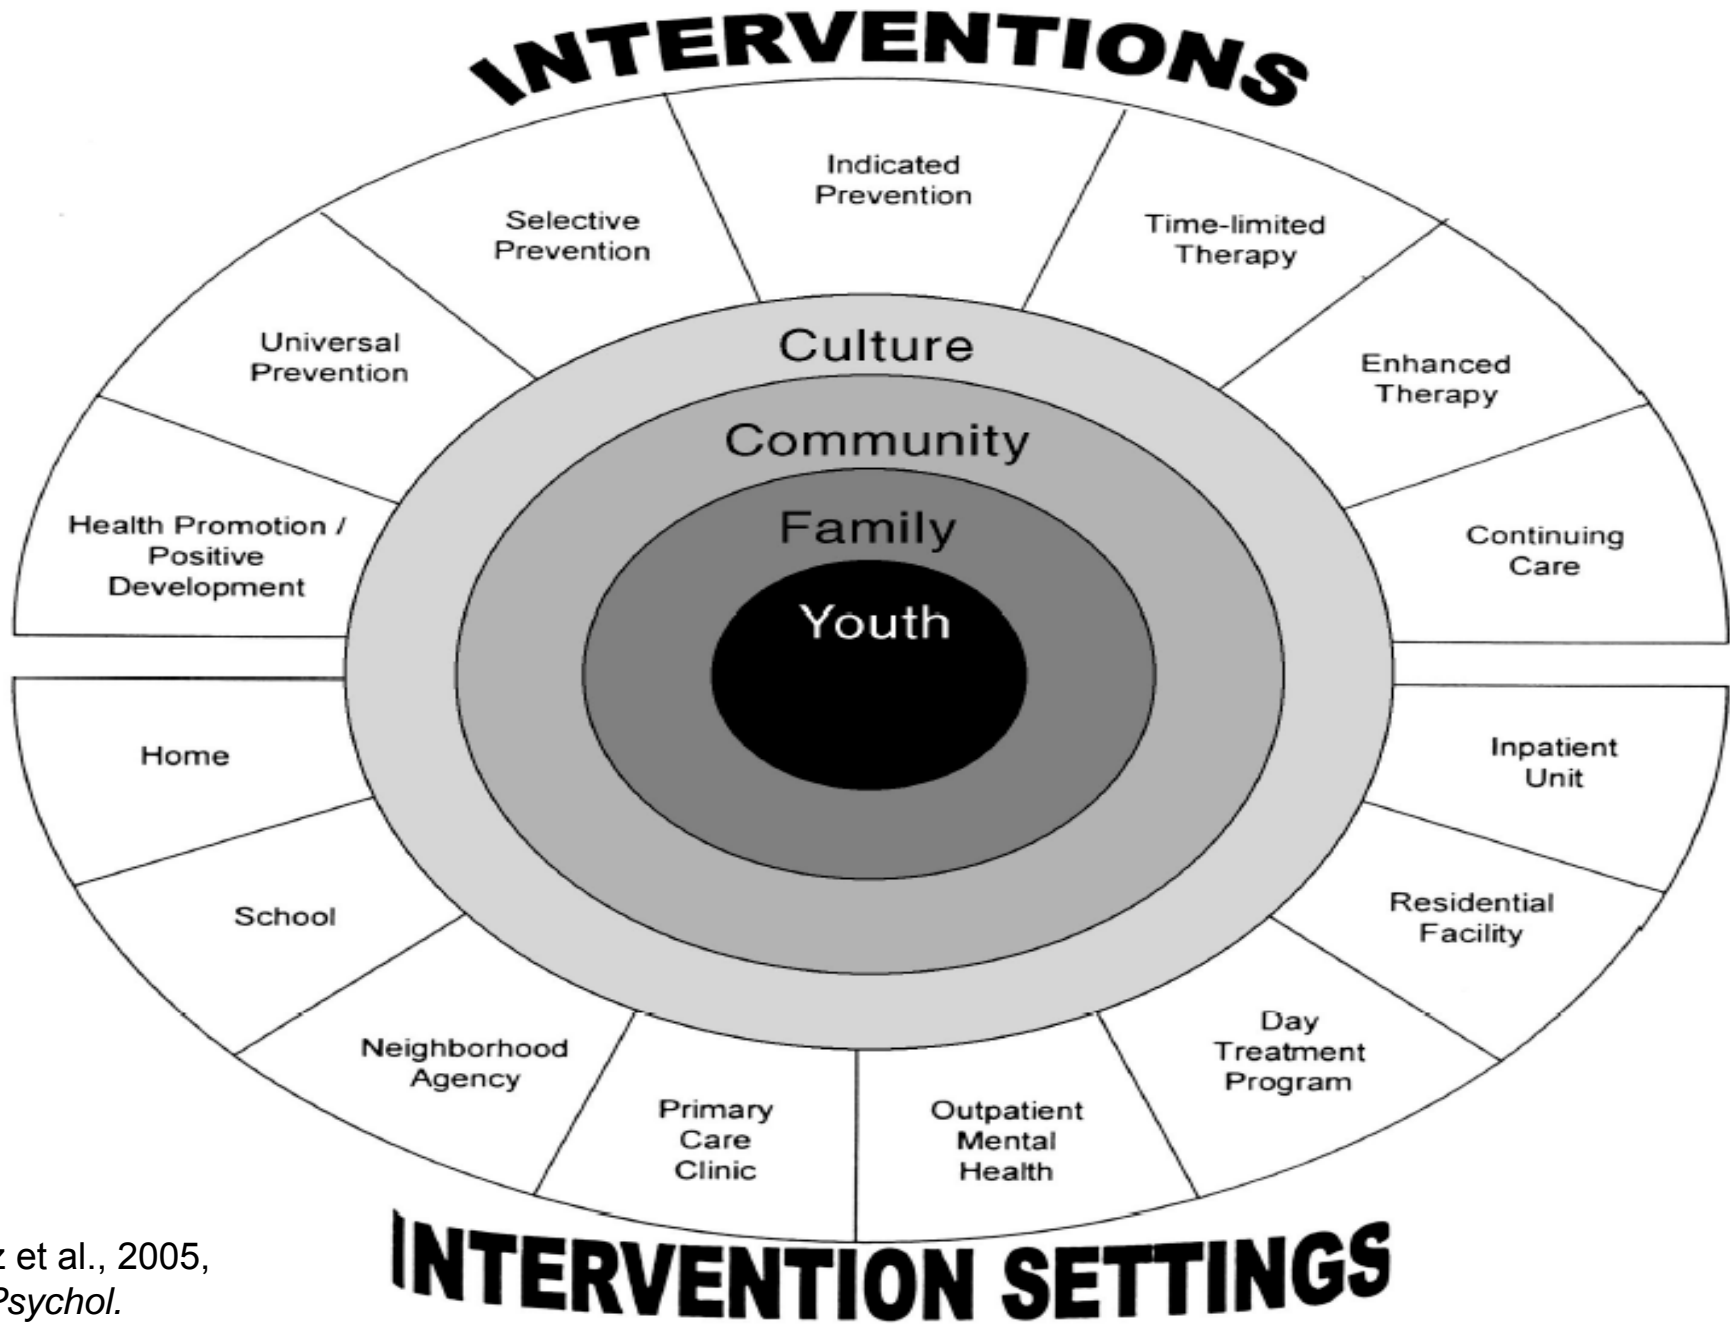 INTERVENTIONS
Indicated
Prevention
Selective
Prevention
Time-limited
Therapy
Universal
Prevention
Enhanced
Therapy
Health Promotion /
Positive
Development
Continuing
Care
Culture
Community
Family
Youth
Home
Inpatient
Unit
School
Residential
Facility
Neighborhood
Agency
Day
Treatment
Program
Primary
Care
Clinic
Outpatient
Mental
Health
INTERVENTION SETTINGS
z et al., 2005,
Psychol.